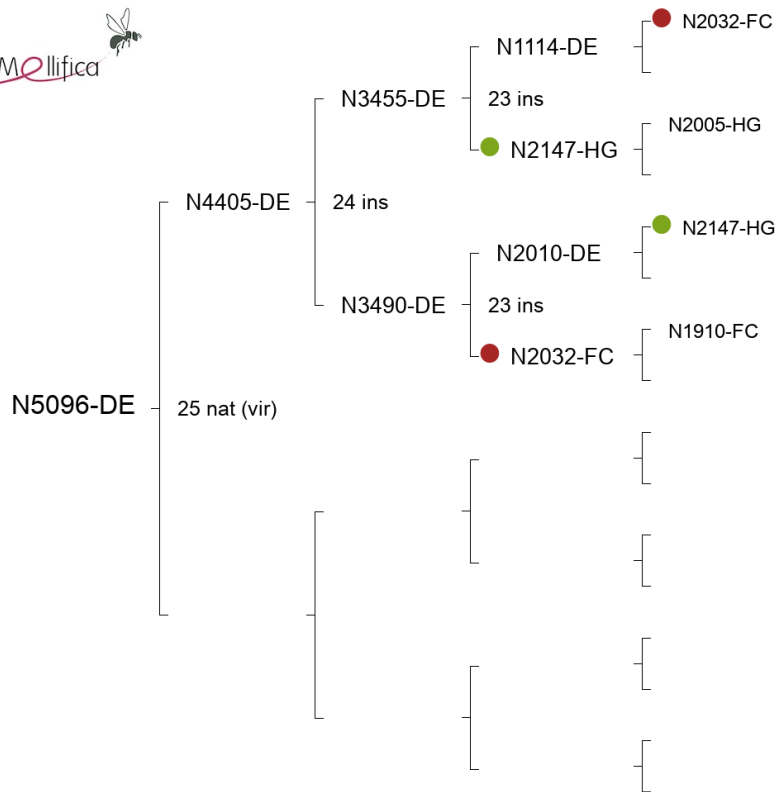 Mellifica
N2032-FC
N1114-DE
N3455-DE
23 ins
N2005-HG
N2147-HG
N4405-DE
24 ins
N2147-HG
N2010-DE
N3490-DE
23 ins
N1910-FC
N2032-FC
N5096-DE
25 nat (vir)